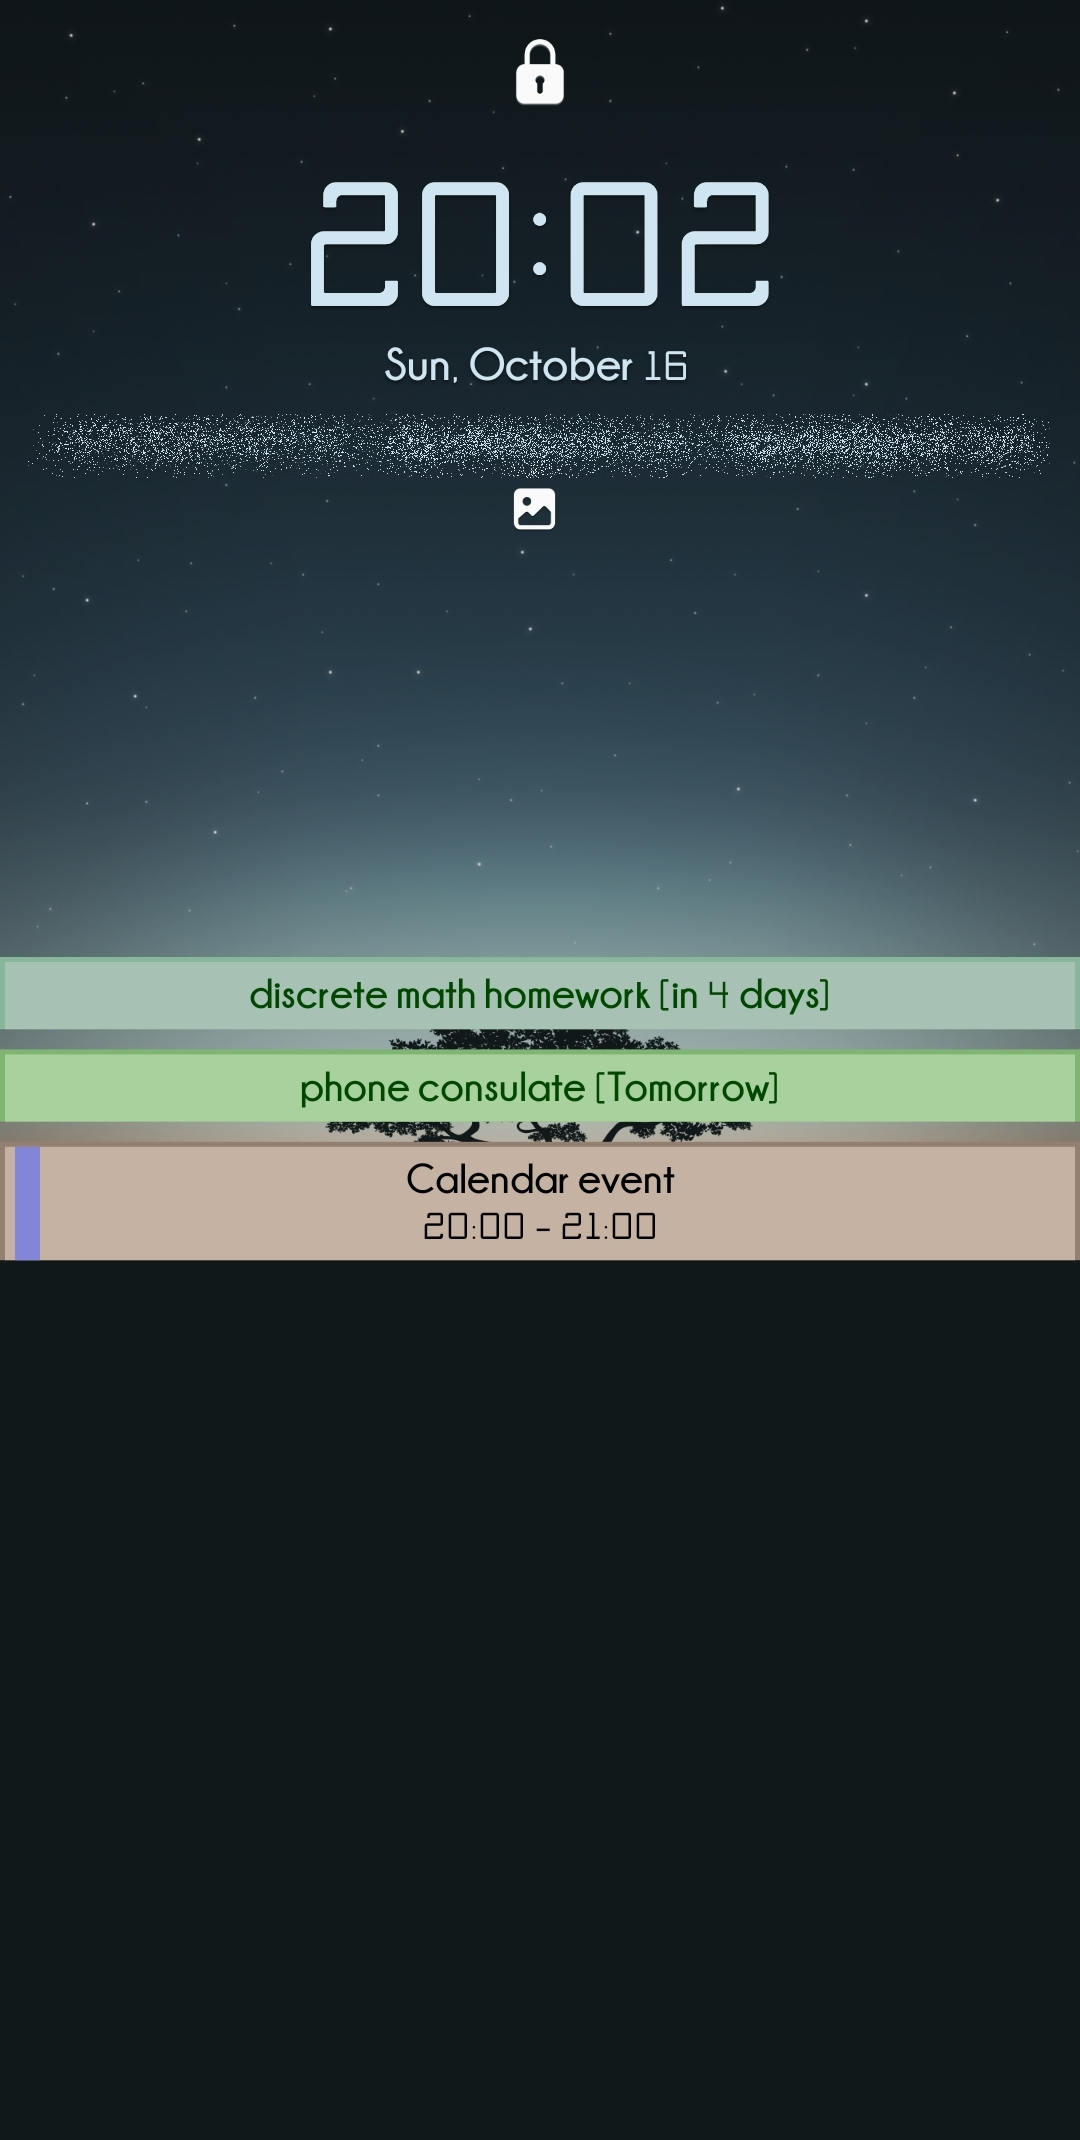 20:02
Sun, October 16
discrete math homework [in 4 days]
phone consulate [Tomorrow]
Calendar event
20:00 - 21:00